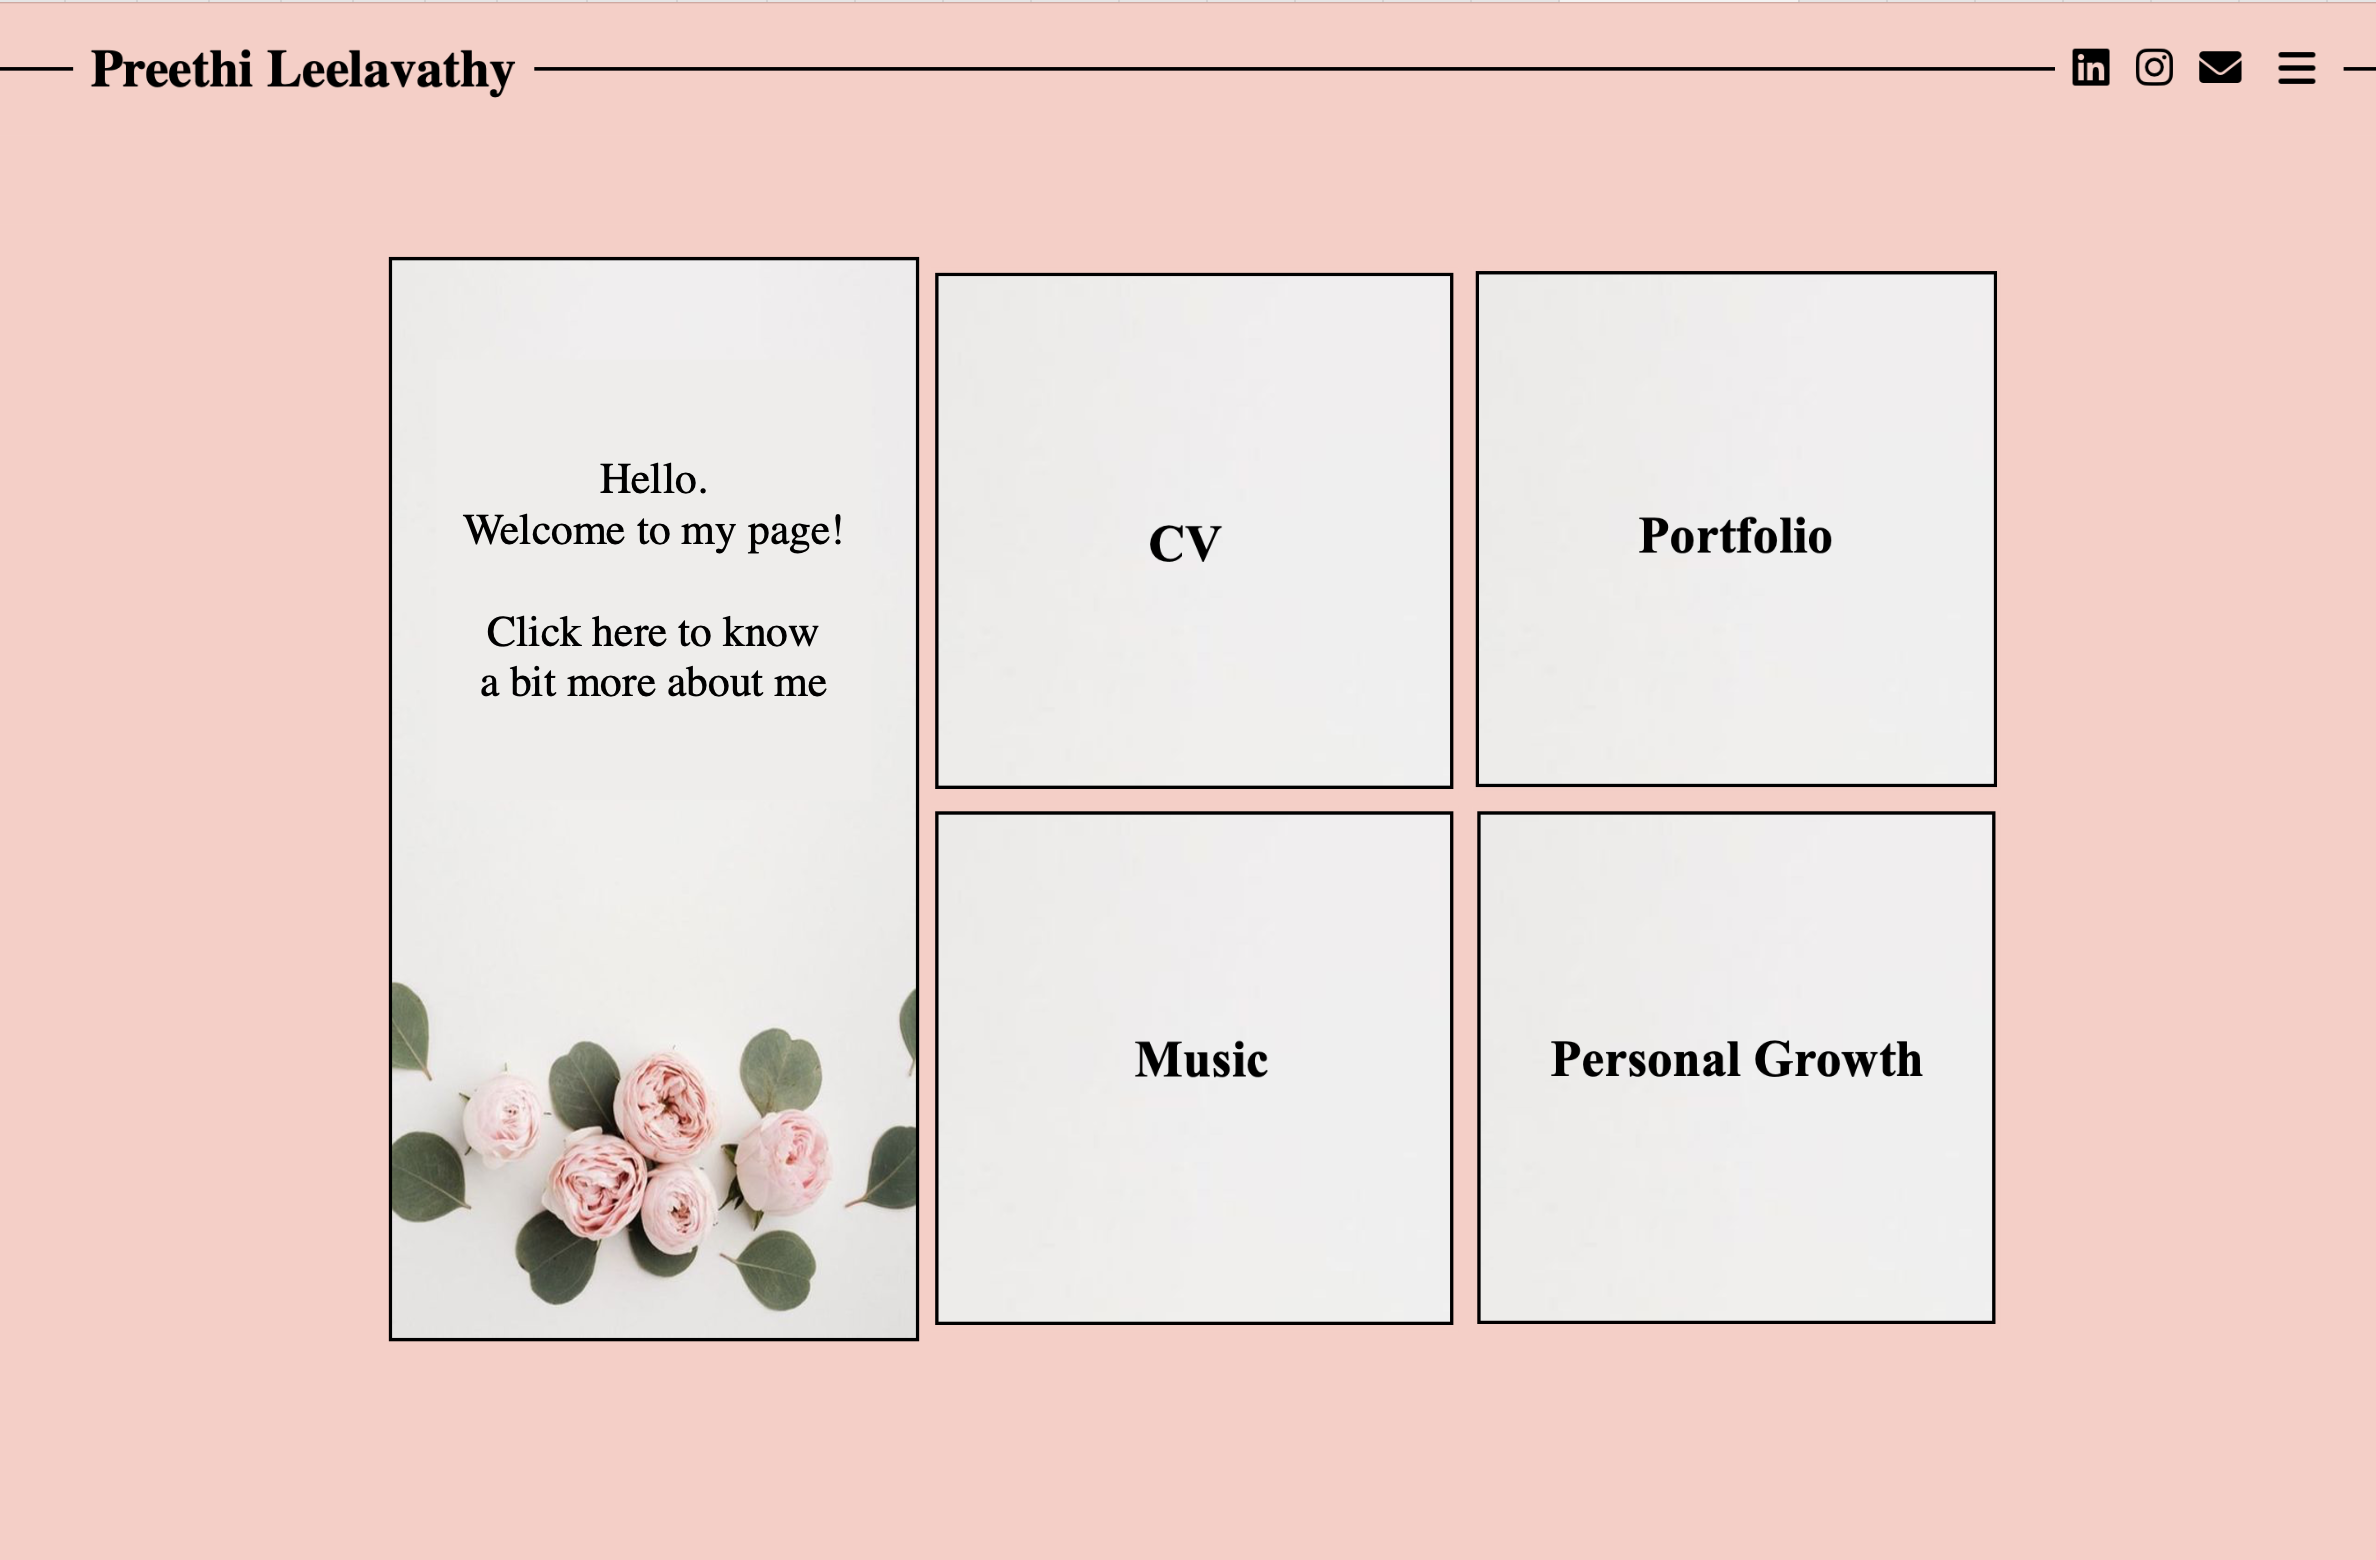 Preethi Leelavathy
Hello.
Welcome to my page!
Click here to know
a bit more about me
CV
Portfolio
Music
Personal Growth